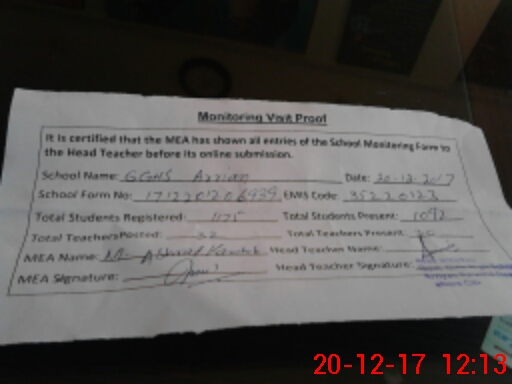 Monitoring Visit Proof
It is certified that the MEA has shown all entries of the School Monitoring Form to
the Head Teacher before its online submission.
School Name: GGHS Date: 20-12-2017
School Form No: EMIS Code: 35220123
Total Students Registered: 1175 Total Students Present: 1092
Total Teachers Posted: 32 Total Teachers Present: 30
MEA Name: Head Teacher Name:
MEA Signature: Head Teacher Signature:
20-12-17 12:13